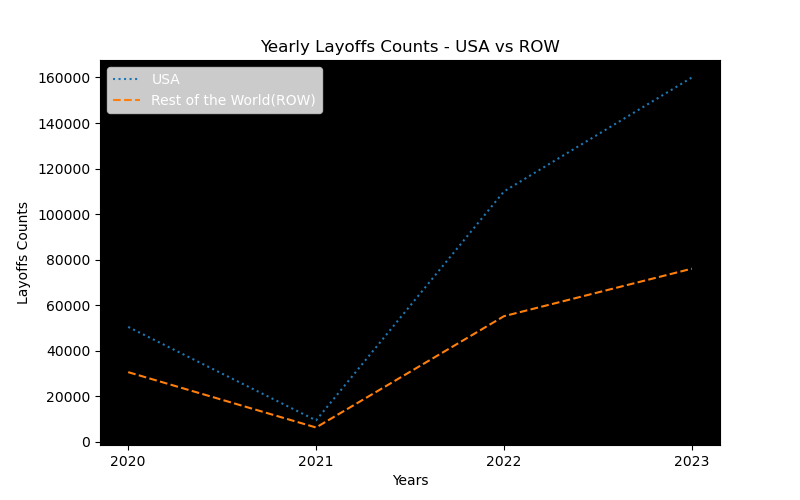 Yearly Layoffs Counts - USA vs ROW
USA
Rest of the World(ROW)
160000
140000
120000
100000
80000
60000
40000
20000
0
Layoffs Counts
2020 2021 2022 2023
Years